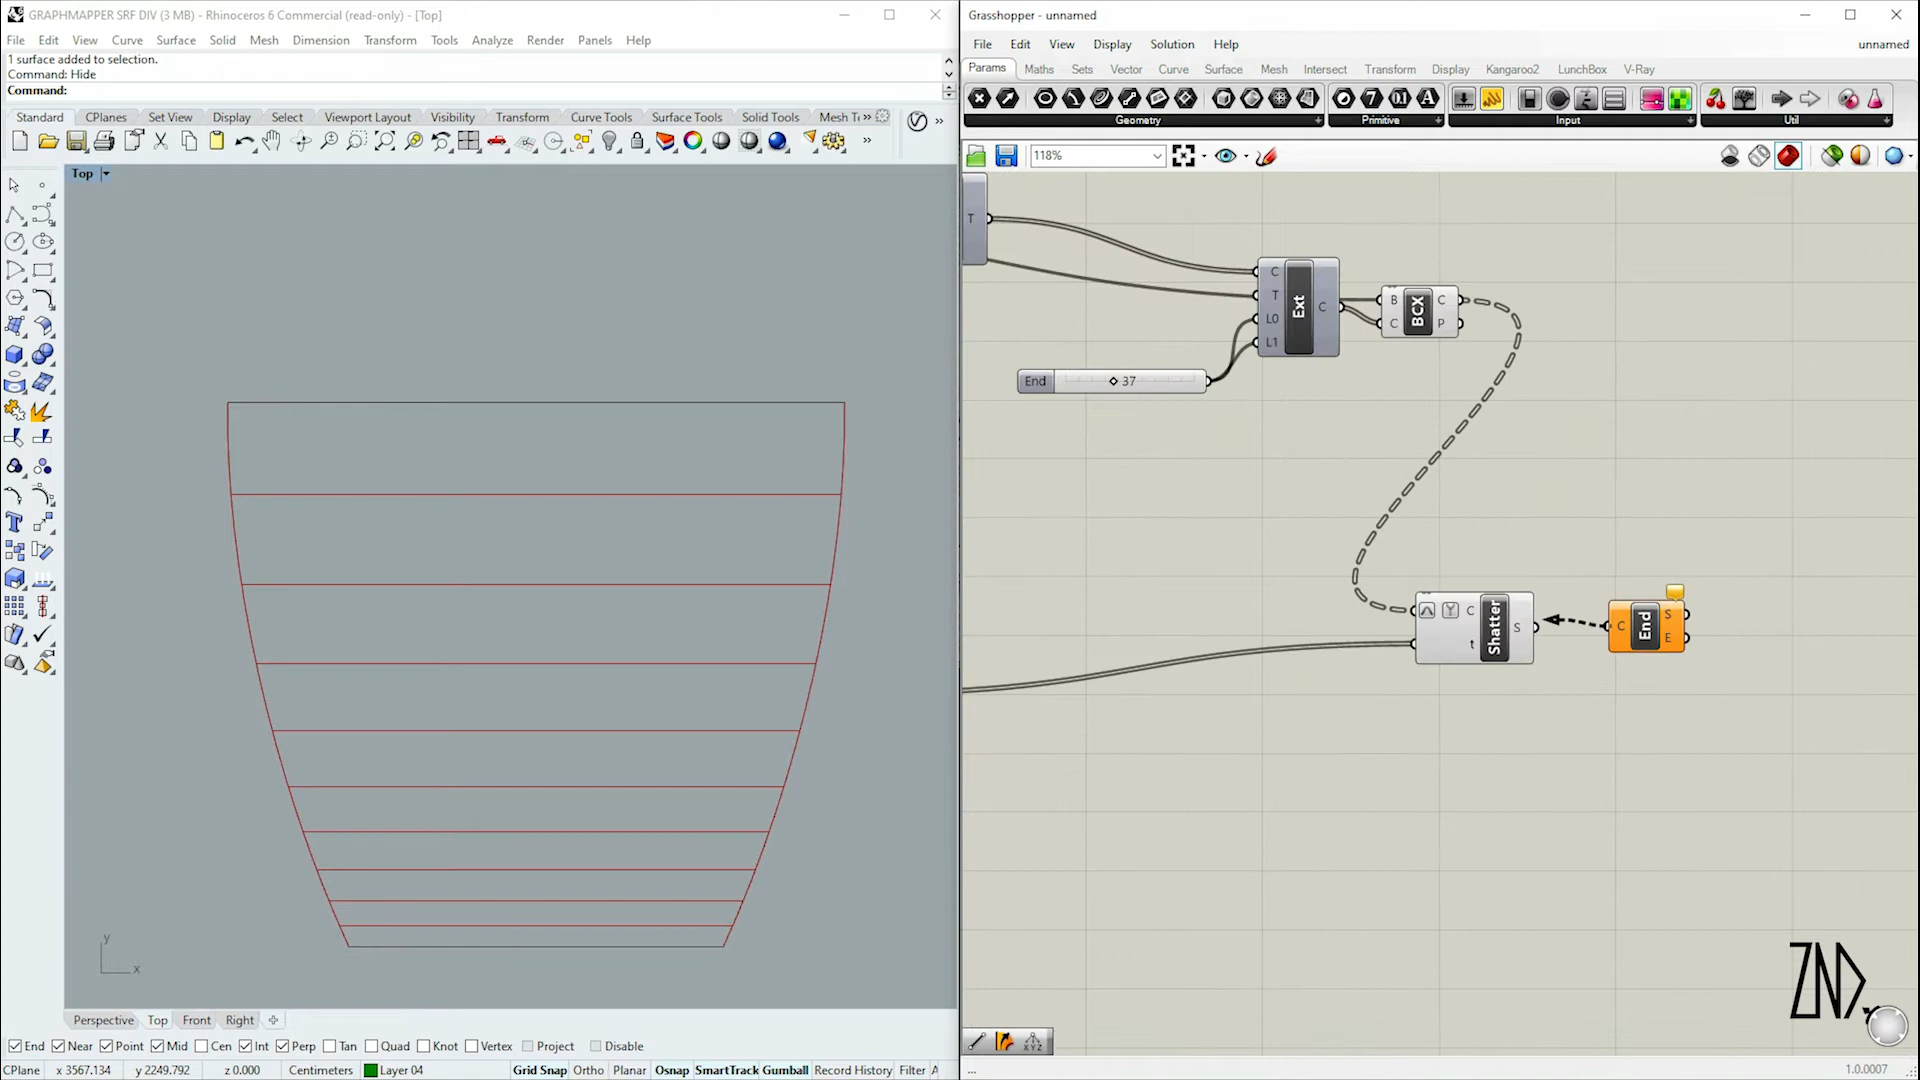 GRAPHMAPPER SRF DIV (3 MB) - Rhinoceros 6 Commercial (read-only) - [Top]
File Edit View Curve Surface Solid Mesh Dimension Transform Tools Analyze Render Panels Help
1 surface added to selection.
Command: Hide
Command:
Standard CPlanes Set View Display Select Viewport Layout Visibility Transform Curve Tools Surface Tools Solid Tools Mesh T
Top
y
x
Perspective Top Front Right
End Near Point Mid Cen Int Perp Tan Quad Knot Vertex Project Disable
CPlane x 3567.134 y 2249.792 z 0.000 Centimeters Layer 04 Grid Snap Ortho Planar Osnap SmartTrack Gumball Record History Filter A
Grasshopper - unnamed
File Edit View Display Solution Help unnamed
Params Maths Sets Vector Curve Surface Mesh Intersect Transform Display Kangaroo2 LunchBox V-Ray
Geometry Primitive Input Util
118%
T
C T L0 L1 Ext C
B C BCX C P
End 37
C t Shatter S
C End S E
ZND
XYZ
... 1.0.0007